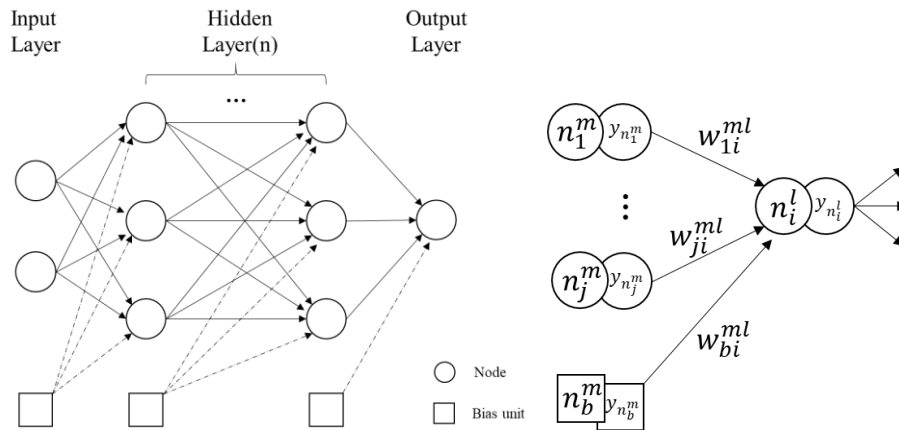 Input
Layer
Hidden
Layer(n)
Output
Layer
...
Node
Bias unit
n_1^m y_{n_1^m}
w_{1i}^{ml}
n_i^l y_{n_i^l}
w_{ji}^{ml}
n_j^m y_{n_j^m}
w_{bi}^{ml}
n_b^m y_{n_b^m}